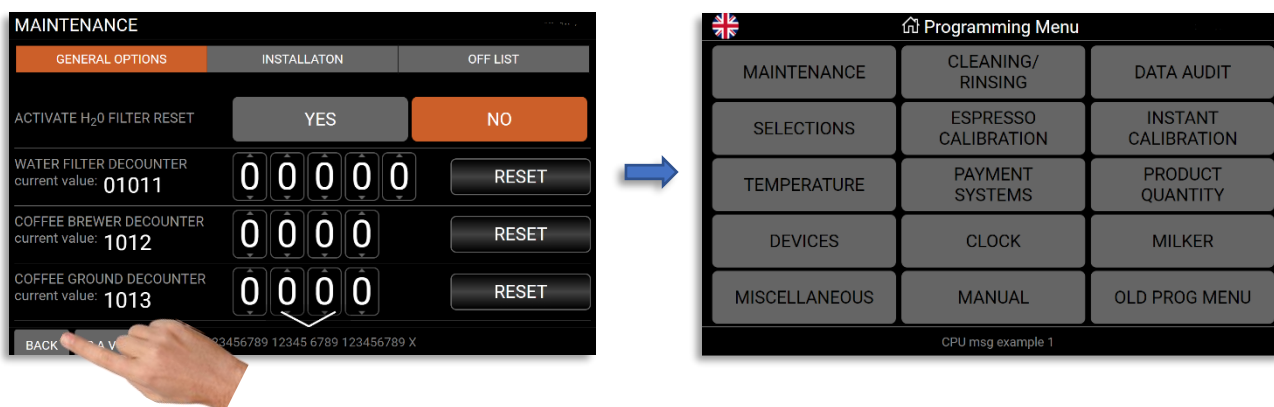 MAINTENANCE
GENERAL OPTIONS INSTALLATON OFF LIST
ACTIVATE H₂0 FILTER RESET YES NO
WATER FILTER DECOUNTER
current value: 01011 0 0 0 0 0 RESET
COFFEE BREWER DECOUNTER
current value: 1012 0 0 0 0 RESET
COFFEE GROUND DECOUNTER
current value: 1013 0 0 0 0 RESET
BACK 23456789 12345 6789 123456789 X
Programming Menu
MAINTENANCE CLEANING/ RINSING DATA AUDIT
SELECTIONS ESPRESSO CALIBRATION INSTANT CALIBRATION
TEMPERATURE PAYMENT SYSTEMS PRODUCT QUANTITY
DEVICES CLOCK MILKER
MISCELLANEOUS MANUAL OLD PROG MENU
CPU msg example 1